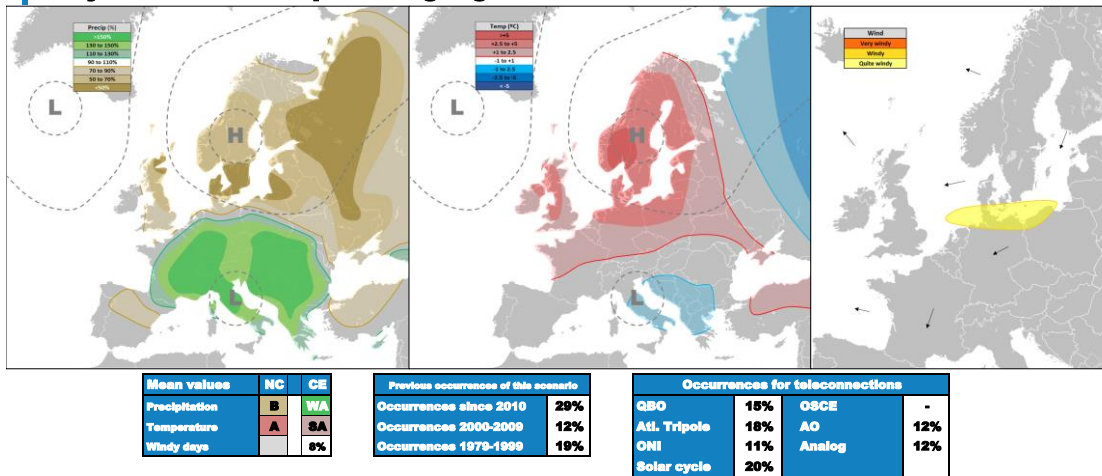 Precip (%)
>150%
130 to 150%
110 to 130%
90 to 110%
70 to 90%
50 to 70%
<50%
L
H
L
Temp (ºC)
>+5
+2.5 to +5
+1 to 2.5
-1 to +1
-1 to 2.5
-2.5 to -5
< -5
L
H
L
Wind
Very windy
Windy
Quite windy
Mean values NC CE
Precipitation B WA
Temperature A SA
Windy days 8%
Previous occurrences of this scenario
Occurrences since 2010 29%
Occurrences 2000-2009 12%
Occurrences 1979-1999 19%
Occurrences for teleconnections
QBO 15% OSCE -
Atl. Tripole 18% AO 12%
ONI 11% Analog 12%
Solar cycle 20%